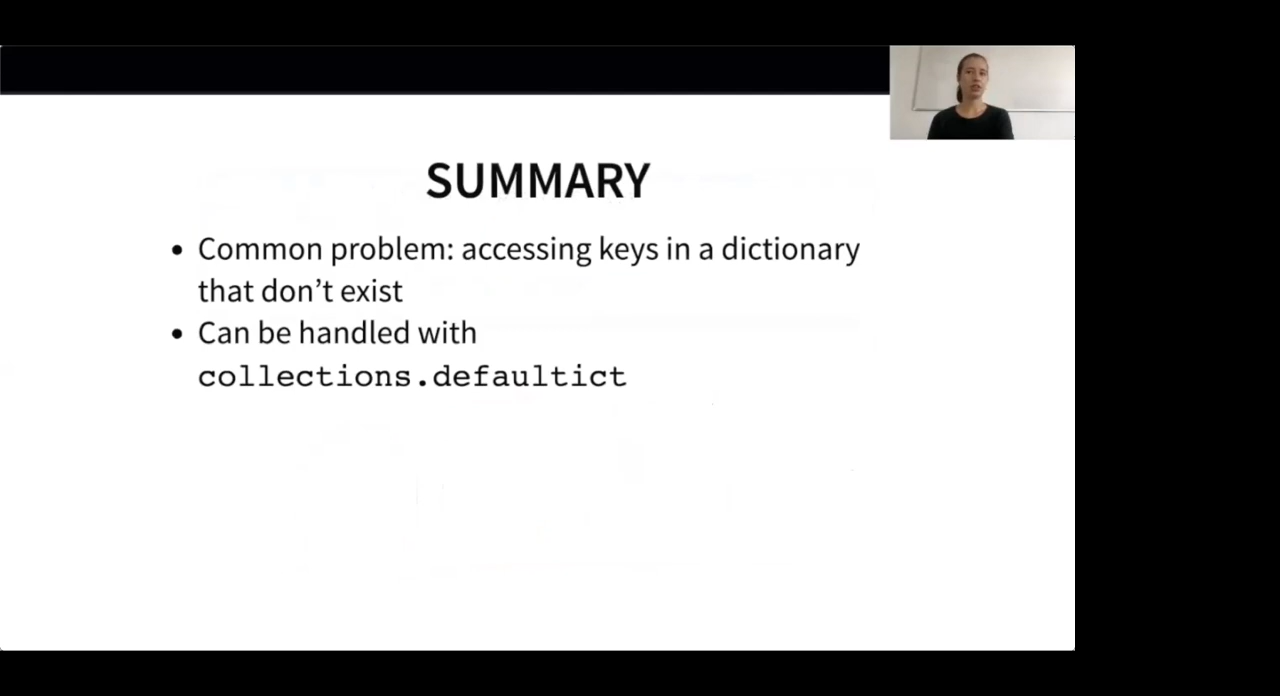 SUMMARY
• Common problem: accessing keys in a dictionary
that don’t exist
• Can be handled with
collections.defaultict